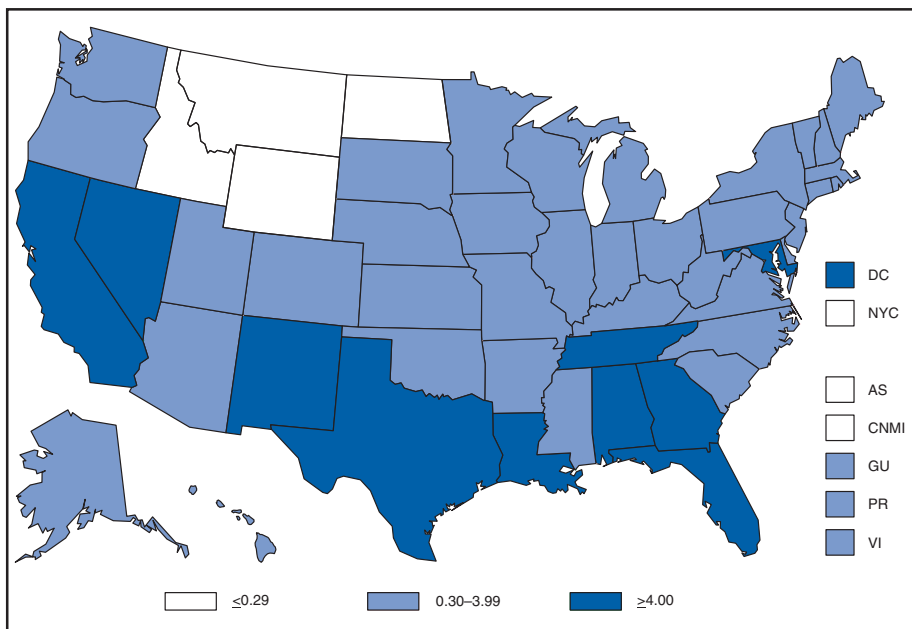 DC
NYC
AS
CNMI
GU
PR
VI
≤0.29 0.30–3.99 ≥4.00